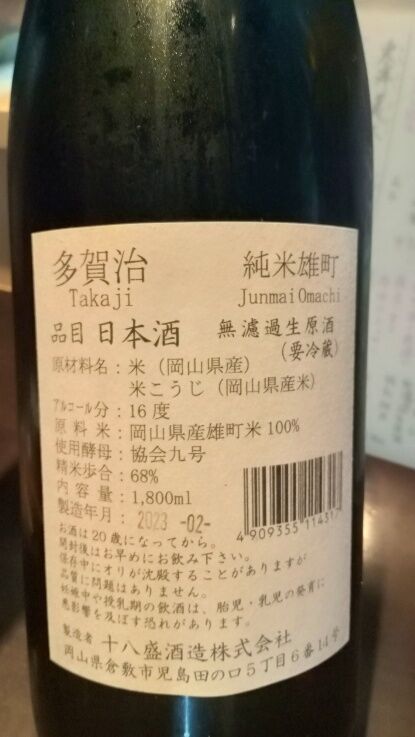 多賀治 純米雄町
Takaji Junmai Omachi
品目 日本酒 無濾過生原酒
(要冷蔵)
原材料名：米（岡山県産）
米こうじ（岡山県産米）
アルコール分：16度
原料米：岡山県産雄町米100%
使用酵母：協会九号
精米歩合：68%
内容量：1,800ml
製造年月：2023 -02-
4 909355 114317
お酒は20歳になってから。
開封後はお早めにお飲み下さい。
保存中にオリが沈殿することがありますが
品質に問題はありません。
妊娠中や授乳期の飲酒は、胎児・乳児の発育に
悪影響を及ぼす恐れがあります。
製造者 十八盛酒造株式会社
岡山県倉敷市児島田の口5丁目6番14号